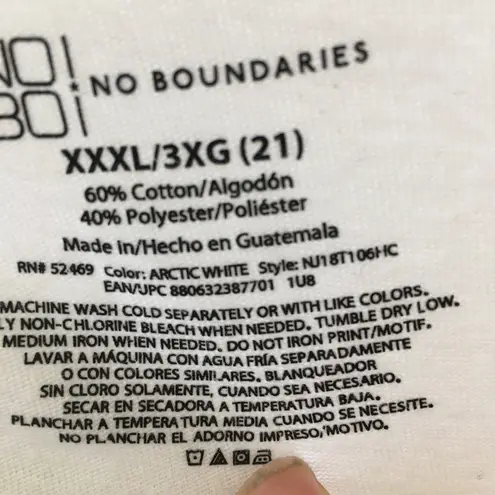 NO!
BO!
NO BOUNDARIES
XXXL/3XG (21)
60% Cotton/Algodón
40% Polyester/Poliéster
Made in/Hecho en Guatemala
RN# 52469 Color: ARCTIC WHITE Style: NJ18T106HC
EAN/UPC 880632387701 1U8
MACHINE WASH COLD SEPARATELY OR WITH LIKE COLORS.
LY NON-CHLORINE BLEACH WHEN NEEDED. TUMBLE DRY LOW.
MEDIUM IRON WHEN NEEDED. DO NOT IRON PRINT/MOTIF.
LAVAR A MÁQUINA CON AGUA FRÍA SEPARADAMENTE
O CON COLORES SIMILARES. BLANQUEADOR
SIN CLORO SOLAMENTE, CUANDO SEA NECESARIO.
SECAR EN SECADORA A TEMPERATURA BAJA.
PLANCHAR A TEMPERATURA MEDIA CUANDO SE NECESITE.
NO PLANCHAR EL ADORNO IMPRESO,/MOTIVO.